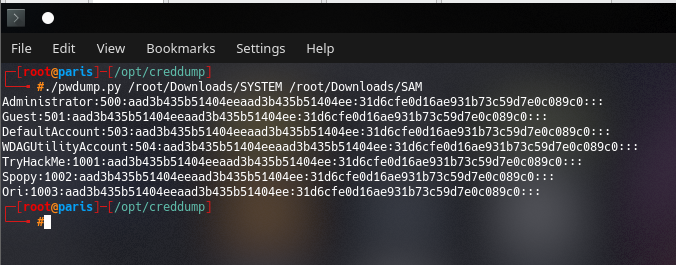 File Edit View Bookmarks Settings Help
[root@paris]─[/opt/creddump]
#./pwdump.py /root/Downloads/SYSTEM /root/Downloads/SAM
Administrator:500:aad3b435b51404eeaad3b435b51404ee:31d6cfe0d16ae931b73c59d7e0c089c0:::
Guest:501:aad3b435b51404eeaad3b435b51404ee:31d6cfe0d16ae931b73c59d7e0c089c0:::
DefaultAccount:503:aad3b435b51404eeaad3b435b51404ee:31d6cfe0d16ae931b73c59d7e0c089c0:::
WDAGUtilityAccount:504:aad3b435b51404eeaad3b435b51404ee:31d6cfe0d16ae931b73c59d7e0c089c0:::
TryHackMe:1001:aad3b435b51404eeaad3b435b51404ee:31d6cfe0d16ae931b73c59d7e0c089c0:::
Spopy:1002:aad3b435b51404eeaad3b435b51404ee:31d6cfe0d16ae931b73c59d7e0c089c0:::
Ori:1003:aad3b435b51404eeaad3b435b51404ee:31d6cfe0d16ae931b73c59d7e0c089c0:::
[root@paris]─[/opt/creddump]
#